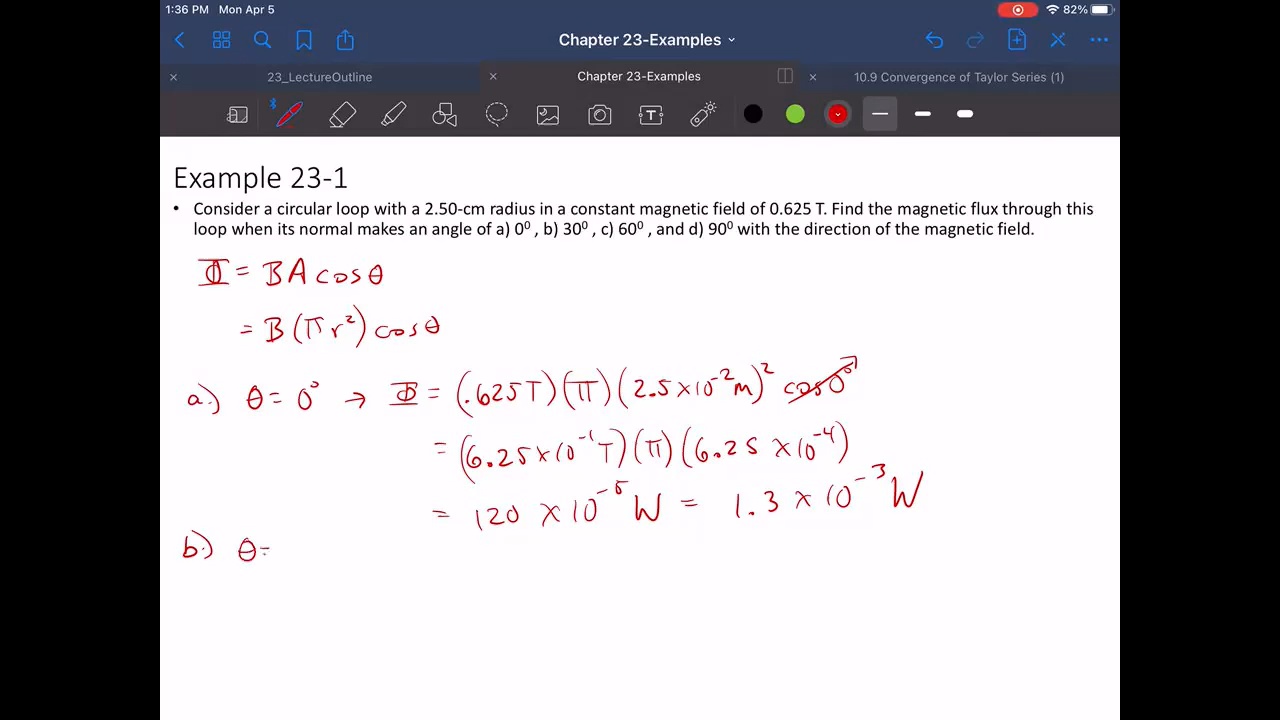 1:36 PM Mon Apr 5
82%
Chapter 23-Examples
23_LectureOutline
Chapter 23-Examples
10.9 Convergence of Taylor Series (1)
Example 23-1
• Consider a circular loop with a 2.50-cm radius in a constant magnetic field of 0.625 T. Find the magnetic flux through this
loop when its normal makes an angle of a) 0⁰ , b) 30⁰ , c) 60⁰ , and d) 90⁰ with the direction of the magnetic field.
Φ = BA cosθ
= B (πr²) cosθ
a.) θ = 0° → Φ = (.625T)(π)(2.5×10⁻²m)² cos0°
= (6.25×10⁻¹T)(π)(6.25 ×10⁻⁴)
= 120 ×10⁻⁵ W = 1.3 × 10⁻³ W
b.) θ=